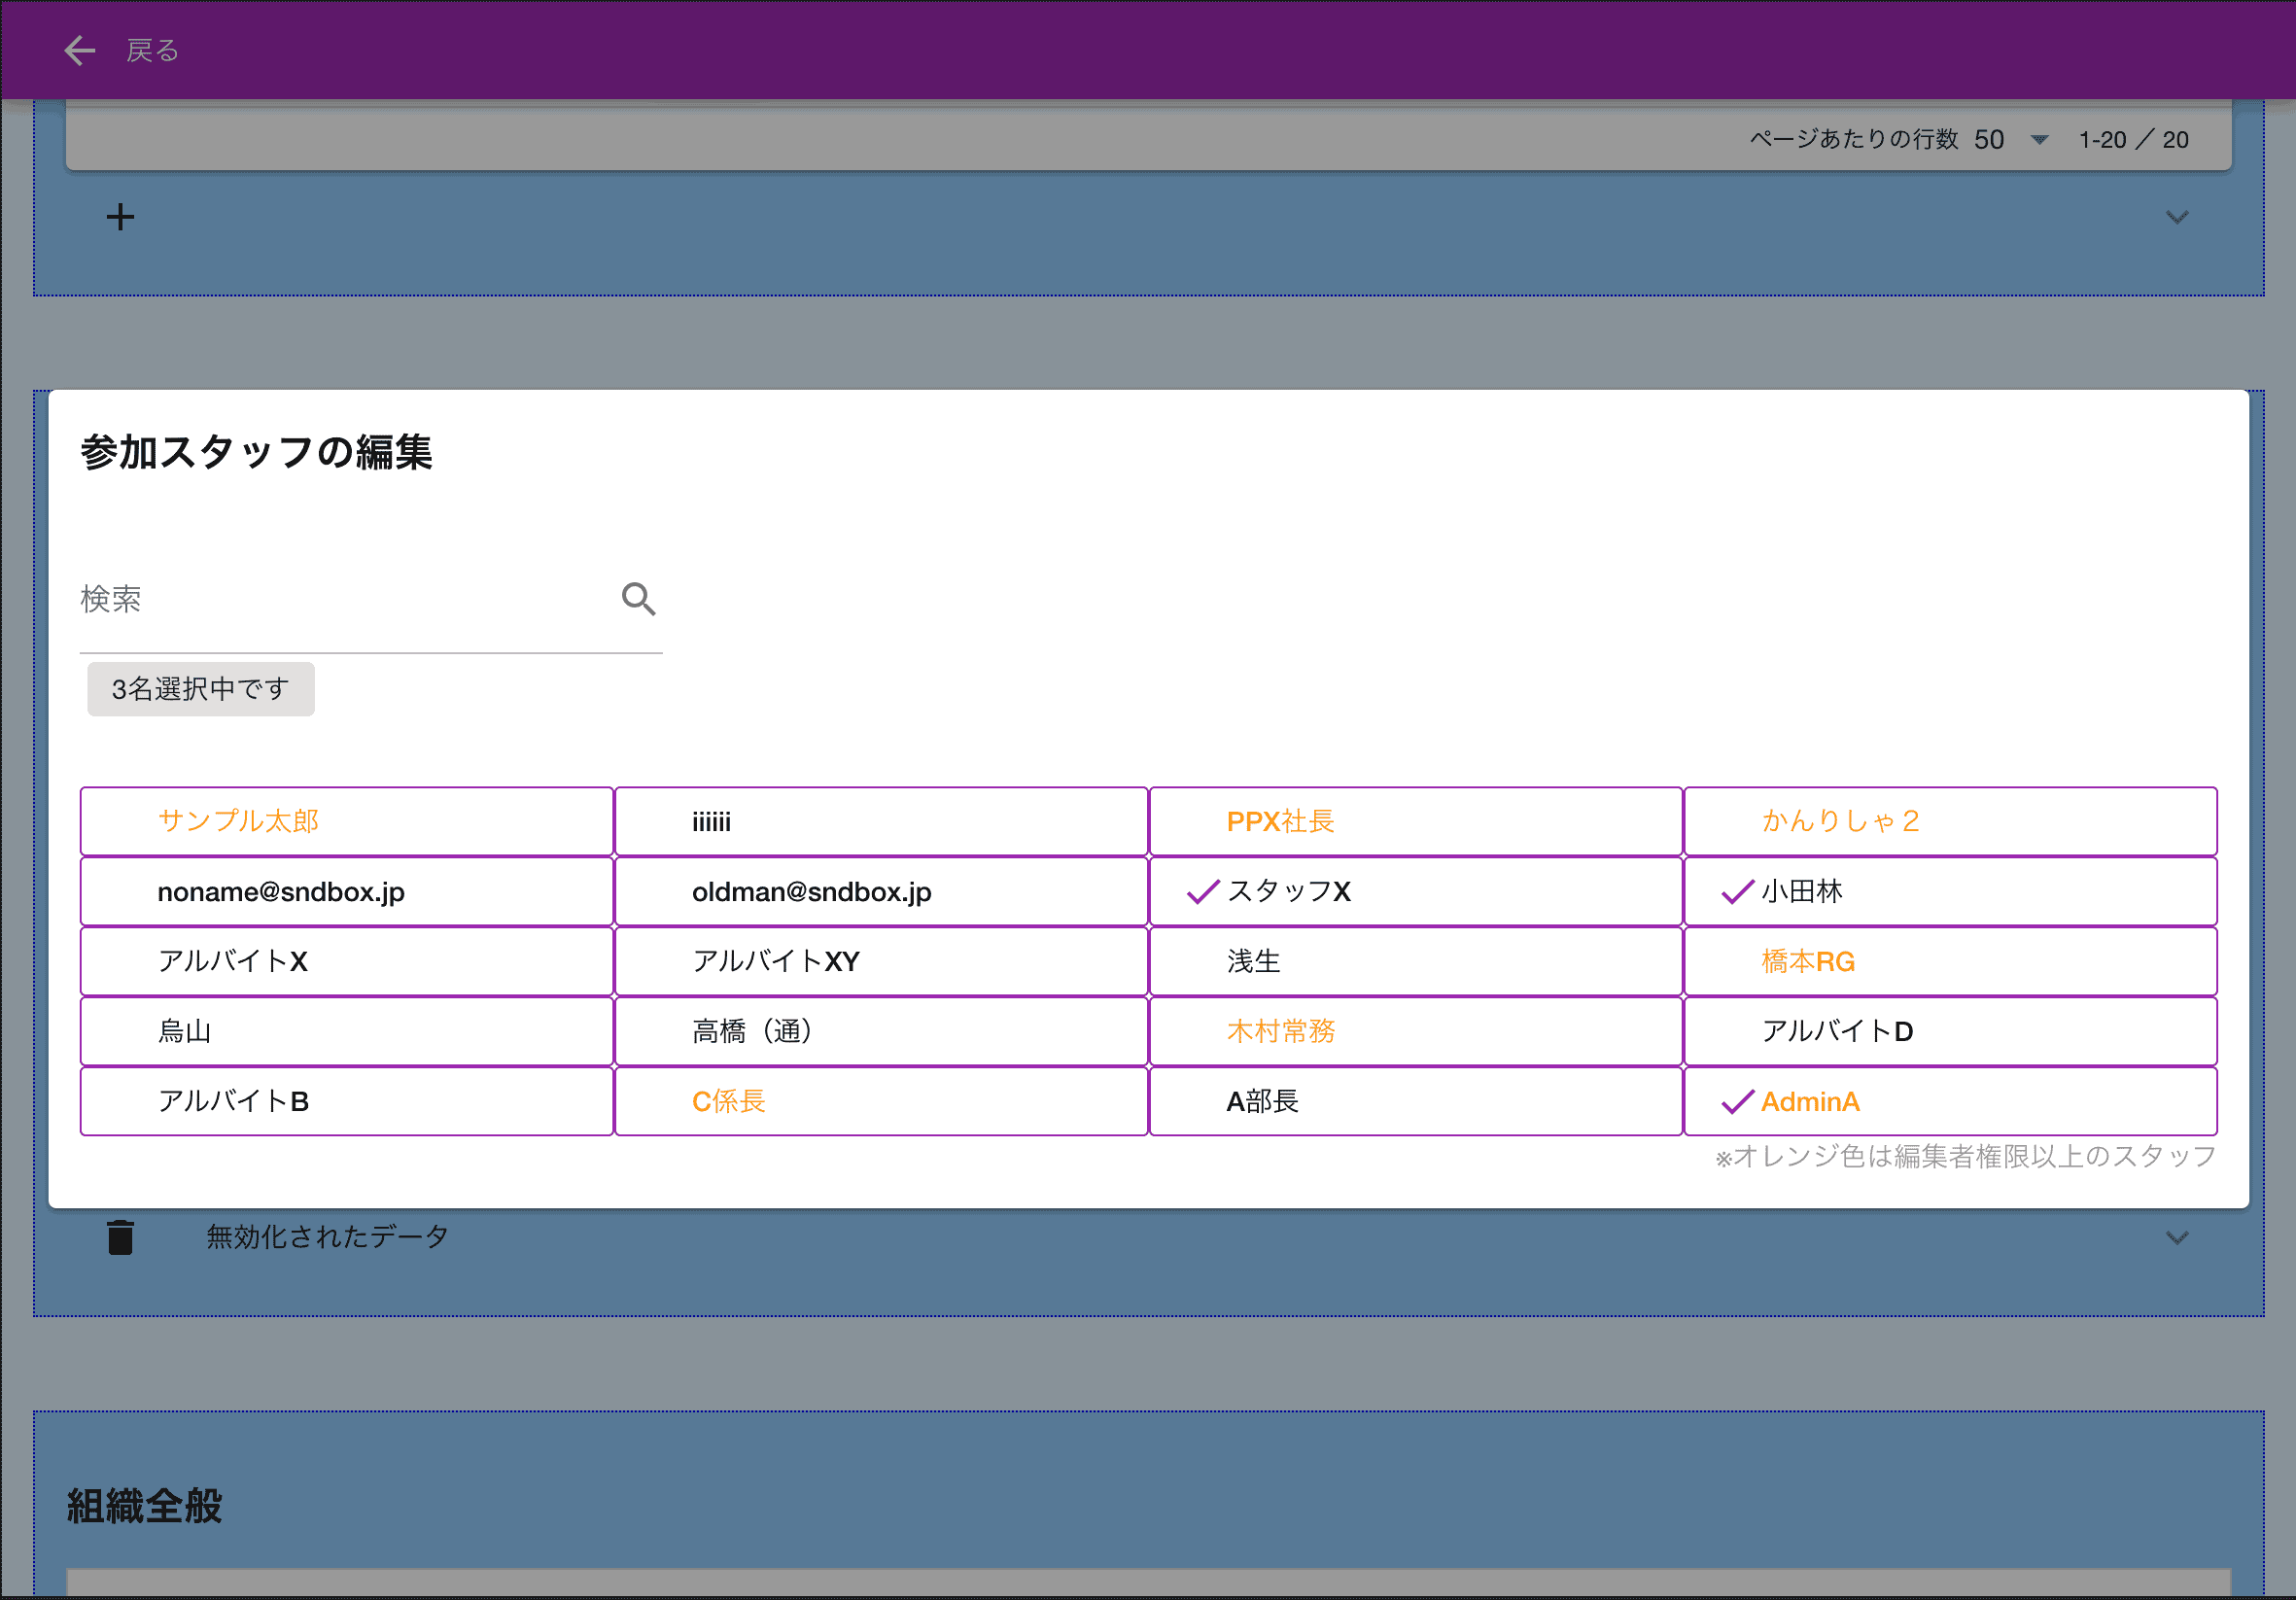 戻る
ページあたりの行数 50 1-20 ／ 20
参加スタッフの編集
検索
3名選択中です
サンプル太郎 iiiiii PPX社長 かんりしゃ２
noname@sndbox.jp oldman@sndbox.jp スタッフX 小田林
アルバイトX アルバイトXY 浅生 橋本RG
烏山 高橋（通） 木村常務 アルバイトD
アルバイトB C係長 A部長 AdminA
※オレンジ色は編集者権限以上のスタッフ
無効化されたデータ
組織全般